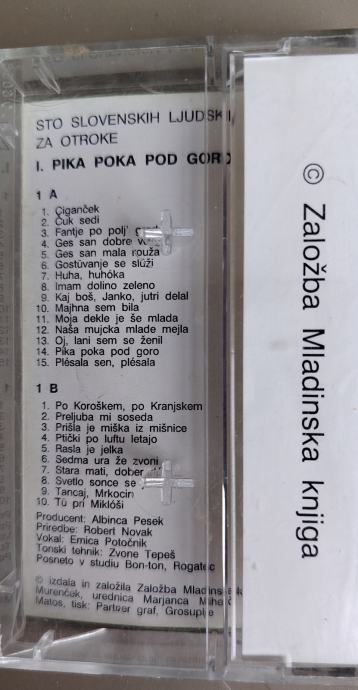 STO SLOVENSKIH LJUDSKI
ZA OTROKE
I. PIKA POKA POD GORO
1 A
1. Ciganček
2. Čuk sedi
3. Fantje po polj'
4. Ges san dobre
5. Ges san mala rouža
6. Gostüvanje se slüži
7. Huha, huhóka
8. Imam dolino zeleno
9. Kaj boš, Janko, jutri delal
10. Majhna sem bila
11. Moja dekle je še mlada
12. Naša mujcka mlade mejla
13. Oj, lani sem se ženil
14. Pika poka pod goro
15. Plésala sen, plésala
1 B
1. Po Koroškem, po Kranjskem
2. Preljuba mi soseda
3. Prišla je miška iz mišnice
4. Ptički po luftu letajo
5. Rasla je jelka
6. Sedma ura že zvoni
7. Stara mati, dober
8. Svetlo sonce se
9. Tancaj, Mrkocin
10. Tü pri Miklóši
Producent: Albinca Pesek
Priredbe: Robert Novak
Vokal: Emica Potočnik
Tonski tehnik: Zvone Tepeš
Posneto v studiu Bon-ton, Rogatec
© izdala in založila Založba Mladinska
Murenček, urednica Marjanca
Matos, tisk: Partner graf, Grosuplje
© Založba Mladinska knjiga